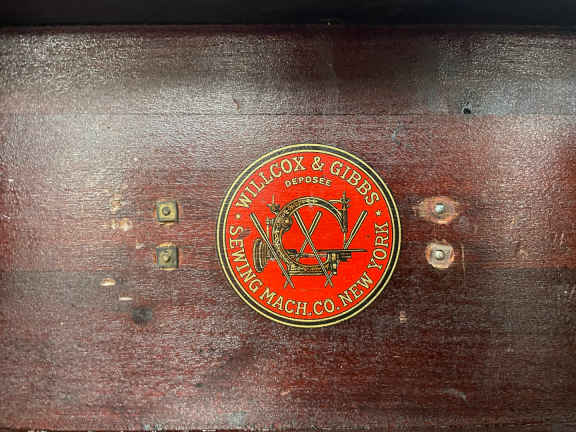 WILLCOX & GIBBS
DEPOSEE
SEWING MACH. CO. NEW YORK